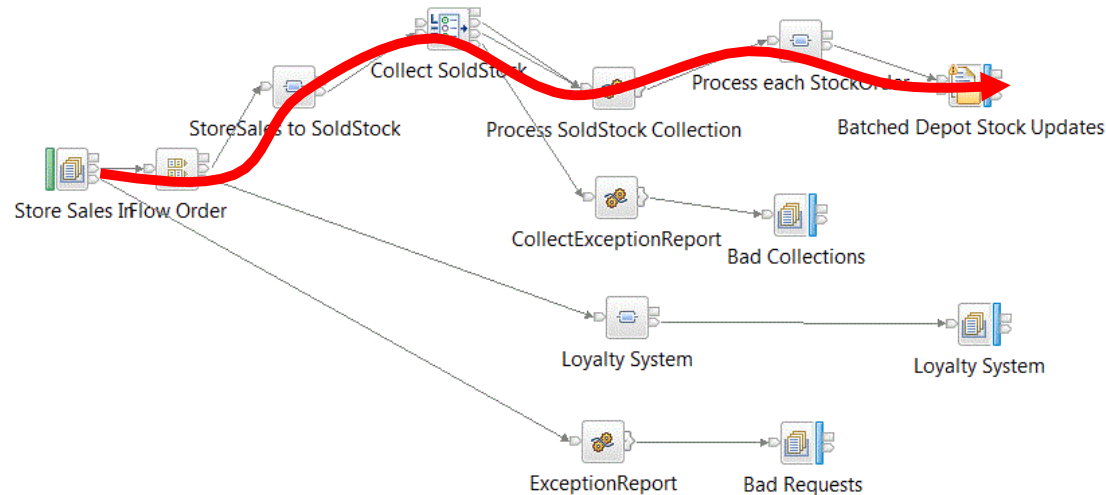 Collect SoldStock
Process each StockOrder
StoreSales to SoldStock
Process SoldStock Collection
Batched Depot Stock Updates
Store Sales In
Flow Order
CollectExceptionReport
Bad Collections
Loyalty System
Loyalty System
ExceptionReport
Bad Requests